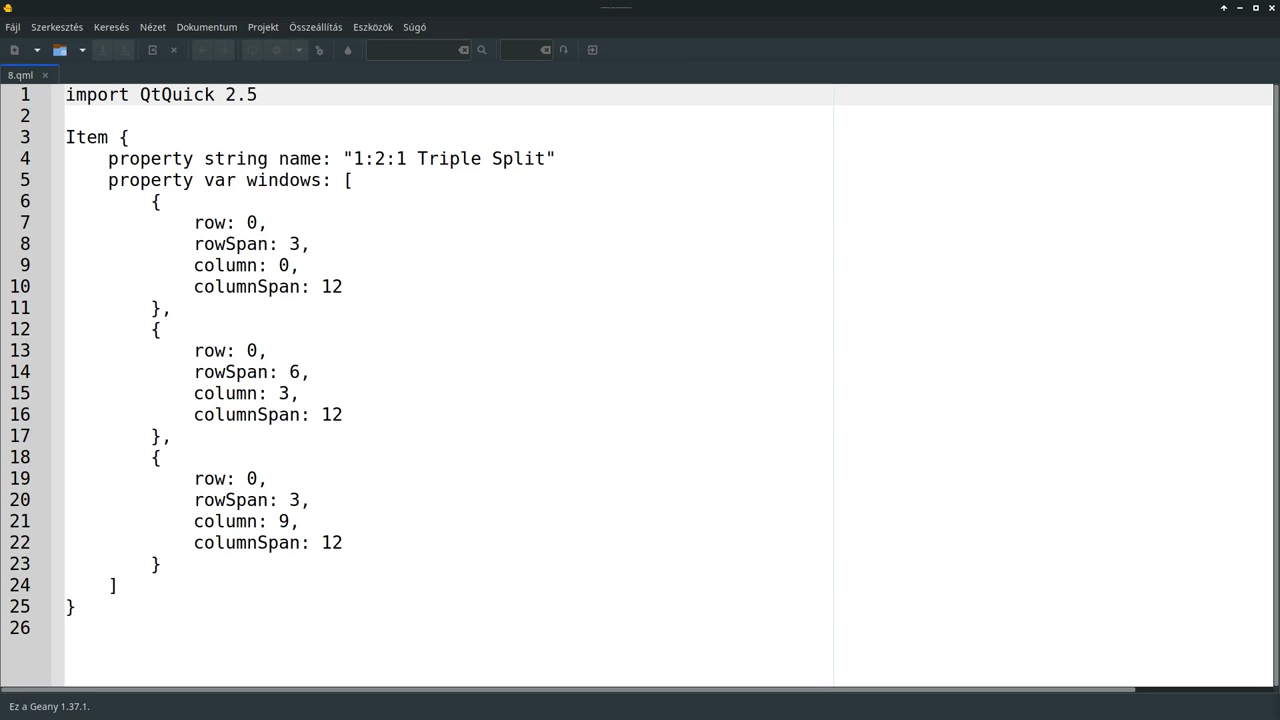 Fájl Szerkesztés Keresés Nézet Dokumentum Projekt Összeállítás Eszközök Súgó
8.qml
1 import QtQuick 2.5
2
3 Item {
4     property string name: "1:2:1 Triple Split"
5     property var windows: [
6         {
7             row: 0,
8             rowSpan: 3,
9             column: 0,
10             columnSpan: 12
11         },
12         {
13             row: 0,
14             rowSpan: 6,
15             column: 3,
16             columnSpan: 12
17         },
18         {
19             row: 0,
20             rowSpan: 3,
21             column: 9,
22             columnSpan: 12
23         }
24     ]
25 }
26
Ez a Geany 1.37.1.